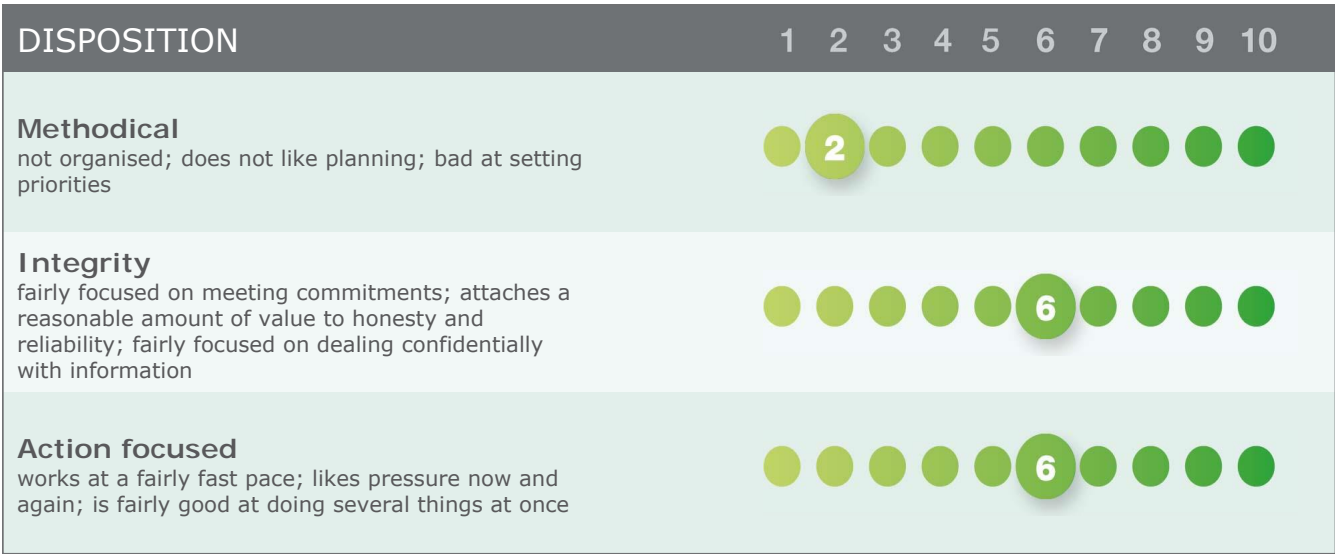 DISPOSITION 1 2 3 4 5 6 7 8 9 10
Methodical
not organised; does not like planning; bad at setting
priorities
2
Integrity
fairly focused on meeting commitments; attaches a
reasonable amount of value to honesty and
reliability; fairly focused on dealing confidentially
with information
6
Action focused
works at a fairly fast pace; likes pressure now and
again; is fairly good at doing several things at once
6